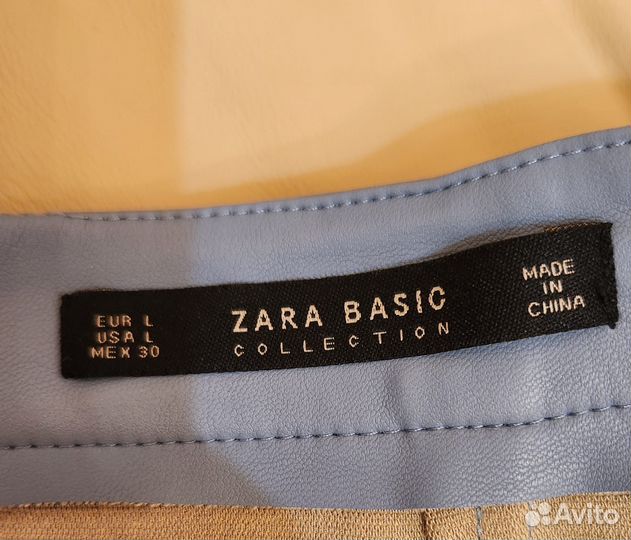 EUR L
USA L
MEX 30
ZARA BASIC
COLLECTION
MADE
IN
CHINA
Avito